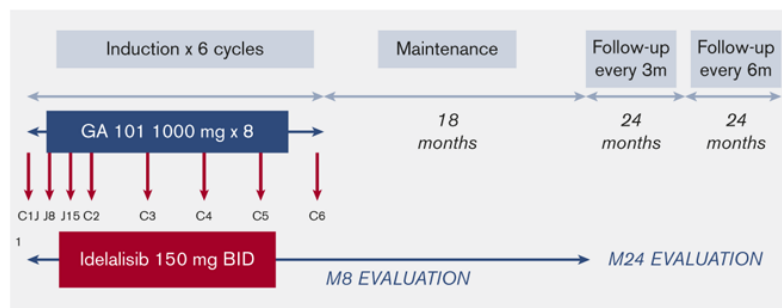 Induction x 6 cycles
Maintenance
Follow-up
every 3m
Follow-up
every 6m
GA 101 1000 mg x 8
18
months
24
months
24
months
C1J J8 J15 C2 C3 C4 C5 C6
1
Idelalisib 150 mg BID
M8 EVALUATION
M24 EVALUATION